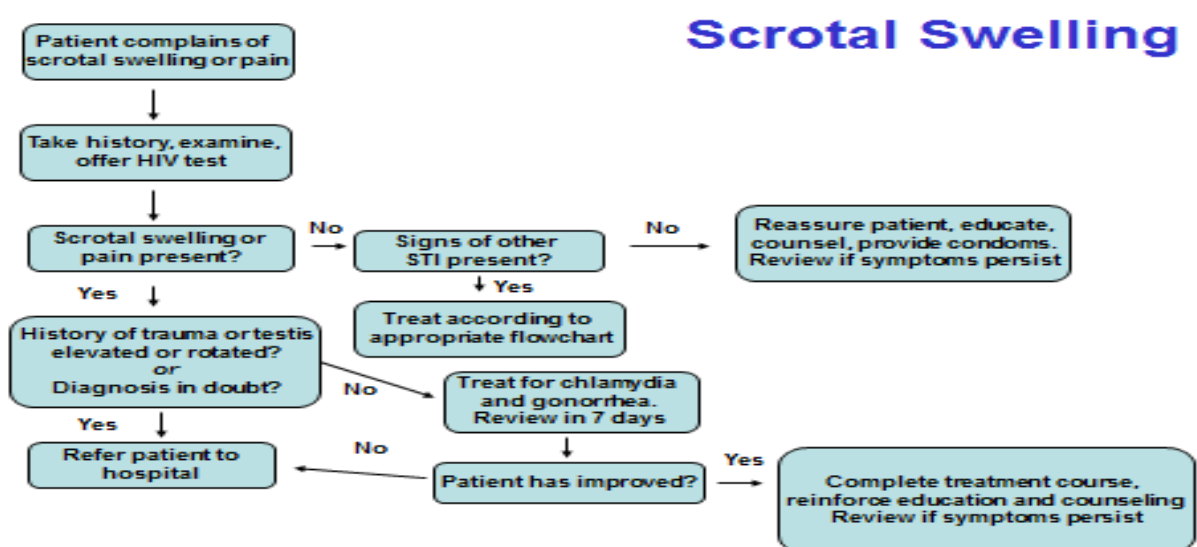 Scrotal Swelling
Patient complains of
scrotal swelling or pain
Take history, examine,
offer HIV test
Scrotal swelling or
pain present?
No
Signs of other
STI present?
No
Reassure patient, educate,
counsel, provide condoms.
Review if symptoms persist
Yes
Yes
Treat according to
appropriate flowchart
History of trauma or testis
elevated or rotated?
or
Diagnosis in doubt?
No
Treat for chlamydia
and gonorrhea.
Review in 7 days
Yes
Refer patient to
hospital
No
Patient has improved?
Yes
Complete treatment course,
reinforce education and counseling
Review if symptoms persist